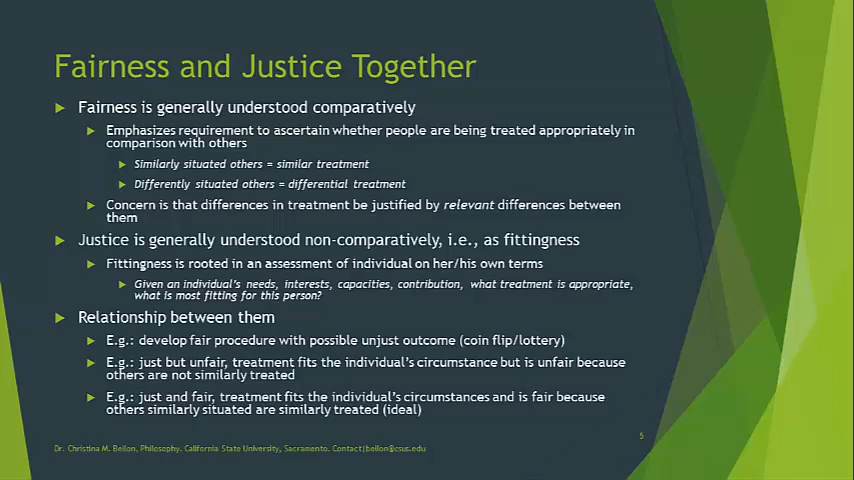 Fairness and Justice Together
Fairness is generally understood comparatively
Emphasizes requirement to ascertain whether people are being treated appropriately in
comparison with others
Similarly situated others = similar treatment
Differently situated others = differential treatment
Concern is that differences in treatment be justified by relevant differences between
them
Justice is generally understood non-comparatively, i.e., as fittingness
Fittingness is rooted in an assessment of individual on her/his own terms
Given an individual's needs, interests, capacities, contribution, what treatment is appropriate,
what is most fitting for this person?
Relationship between them
E.g.: develop fair procedure with possible unjust outcome (coin flip/lottery)
E.g.: just but unfair, treatment fits the individual's circumstance but is unfair because
others are not similarly treated
E.g.: just and fair, treatment fits the individual's circumstances and is fair because
others similarly situated are similarly treated (ideal)
5
Dr. Christina M. Bellon, Philosophy. California State University, Sacramento. Contact|bellon@csus.edu